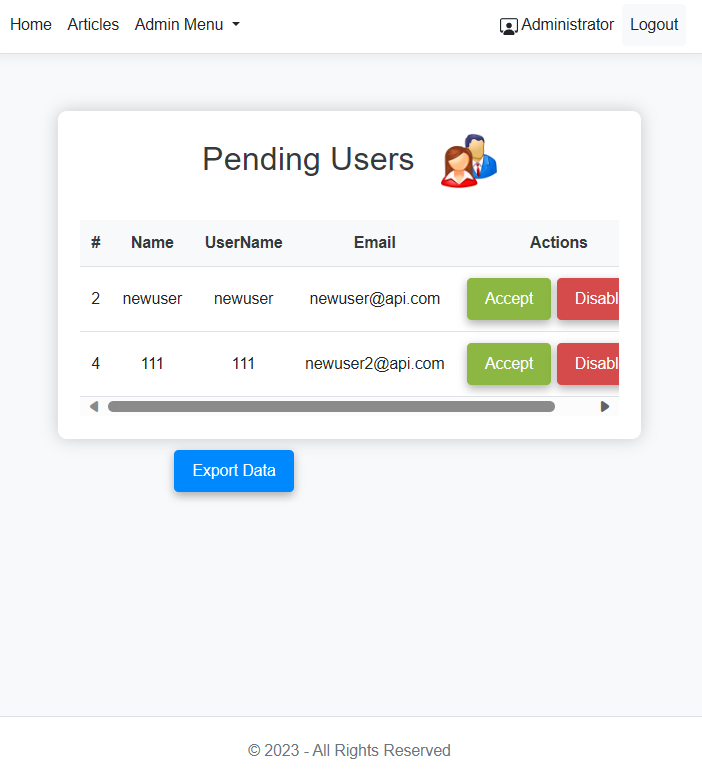 Home Articles Admin Menu Administrator Logout
Pending Users
# Name UserName Email Actions
2 newuser newuser newuser@api.com Accept Disabl
4 111 111 newuser2@api.com Accept Disabl
Export Data
© 2023 - All Rights Reserved